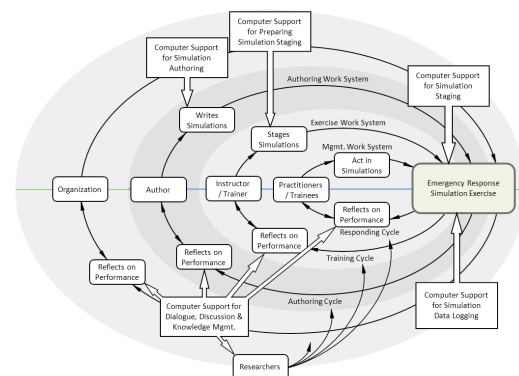 Computer Support
for Preparing
Simulation Staging
Computer Support
for Simulation
Authoring
Computer Support
for Simulation
Staging
Authoring Work System
Writes
Simulations
Exercise Work System
Stages
Simulations
Mgmt. Work System
Act in
Simulations
Organization
Author
Instructor
/ Trainer
Practitioners
/ Trainees
Emergency Response
Simulation Exercise
Reflects on
Performance
Responding Cycle
Reflects on
Performance
Training Cycle
Reflects on
Performance
Reflects on
Performance
Authoring Cycle
Computer Support for
Dialogue, Discussion &
Knowledge Mgmt.
Computer Support
for Simulation
Data Logging
Researchers